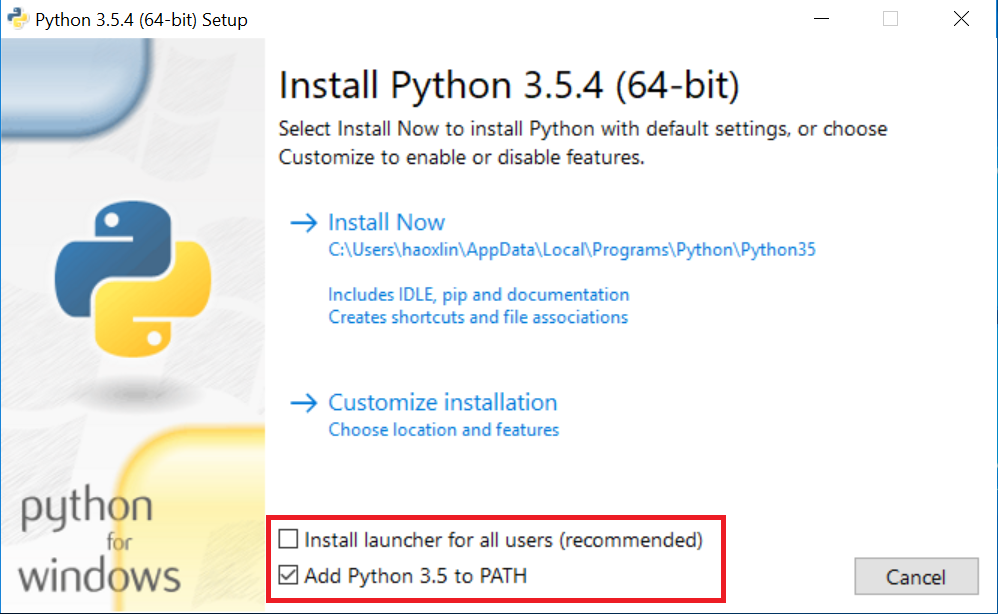 Python 3.5.4 (64-bit) Setup
Install Python 3.5.4 (64-bit)
Select Install Now to install Python with default settings, or choose
Customize to enable or disable features.
Install Now
C:\Users\haoxlin\AppData\Local\Programs\Python\Python35
Includes IDLE, pip and documentation
Creates shortcuts and file associations
Customize installation
Choose location and features
python
for
windows
Install launcher for all users (recommended)
Add Python 3.5 to PATH
Cancel